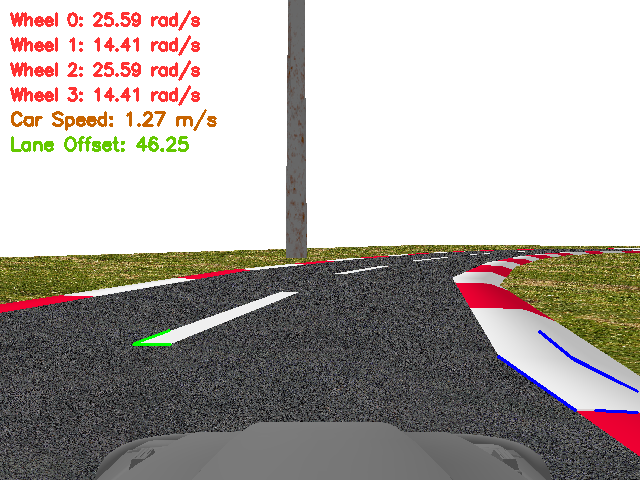 Wheel 0: 25.59 rad/s
Wheel 1: 14.41 rad/s
Wheel 2: 25.59 rad/s
Wheel 3: 14.41 rad/s
Car Speed: 1.27 m/s
Lane Offset: 46.25